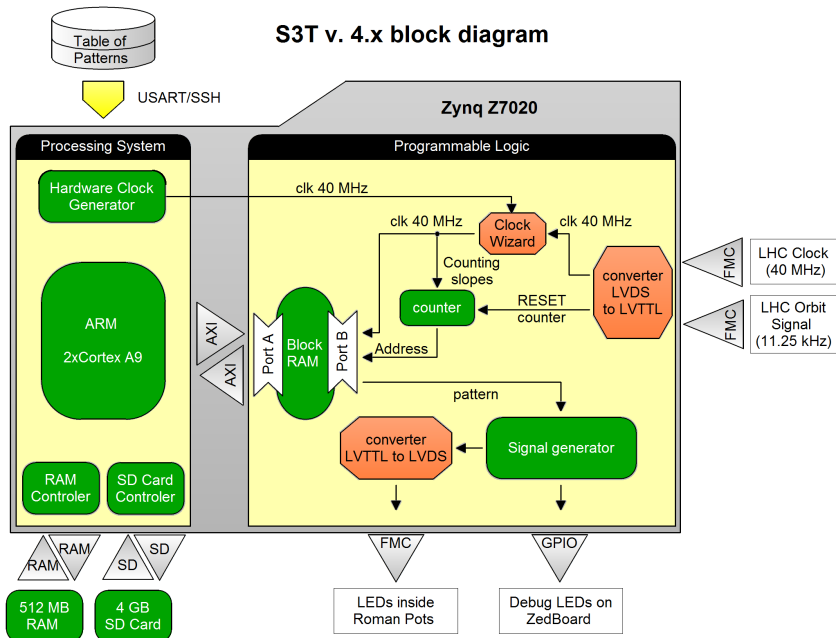 S3T v. 4.x block diagram
Table of
Patterns
USART/SSH
Zynq Z7020
Processing System
Programmable Logic
Hardware Clock
Generator
clk 40 MHz
clk 40 MHz
Clock
Wizard
clk 40 MHz
Counting
slopes
converter
LVDS
to LVTTL
FMC
LHC Clock
(40 MHz)
ARM
2xCortex A9
AXI
AXI
Port A
Block
RAM
Port B
counter
RESET
counter
Address
FMC
LHC Orbit
Signal
(11.25 kHz)
pattern
converter
LVTTL to LVDS
Signal generator
RAM
Controler
SD Card
Controler
RAM
RAM
SD
SD
FMC
GPIO
512 MB
RAM
4 GB
SD Card
LEDs inside
Roman Pots
Debug LEDs on
ZedBoard